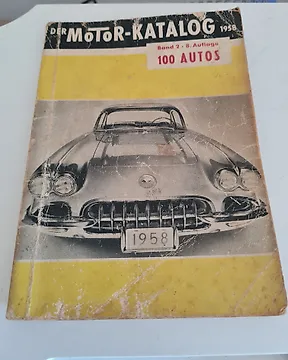 DER MOTOR-KATALOG 1958
Band 2 - 8. Auflage
100 AUTOS
1958